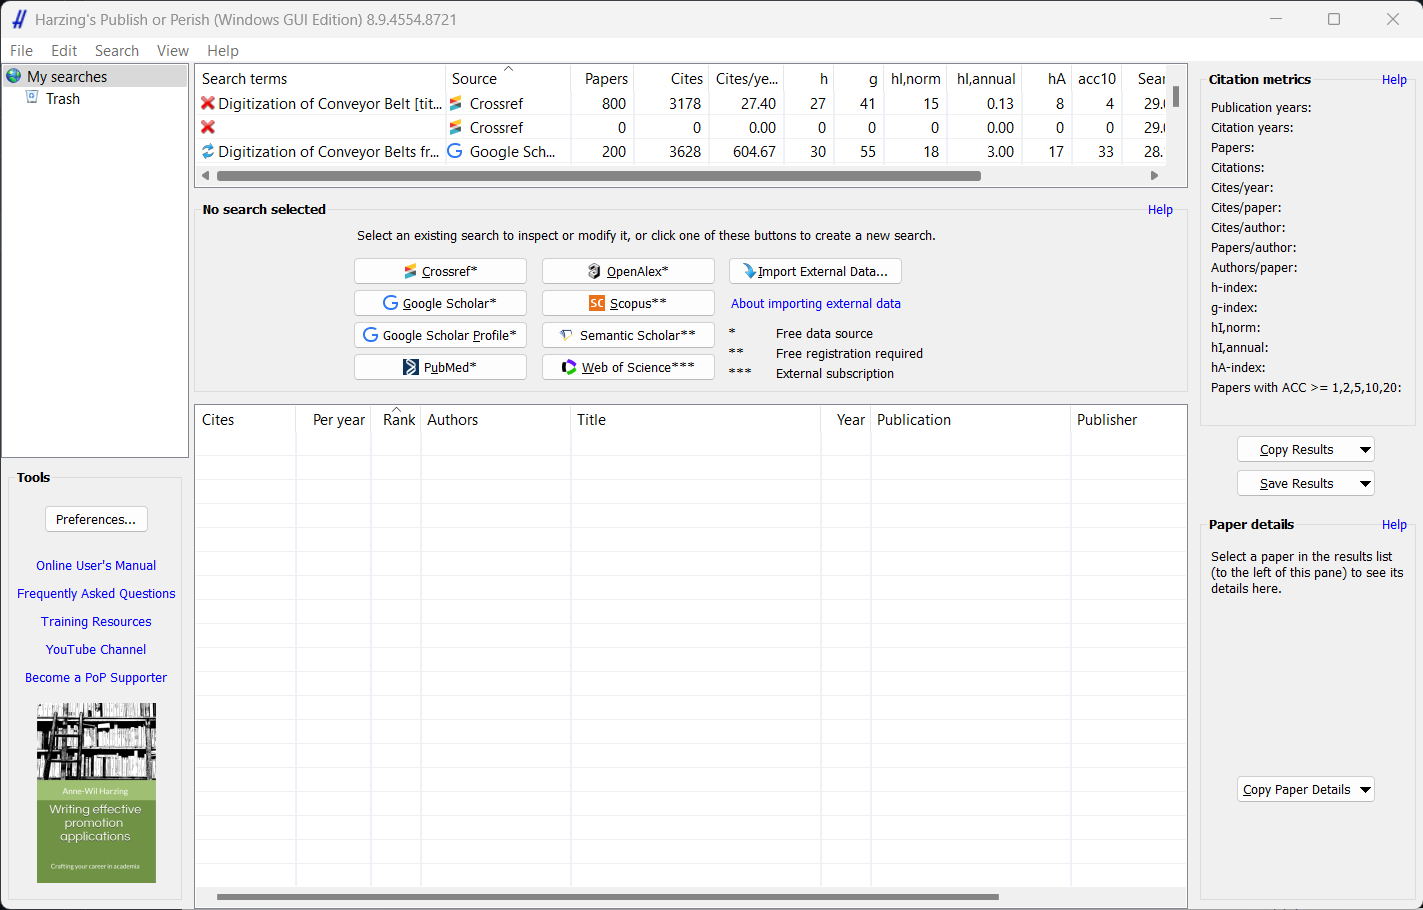 Harzing's Publish or Perish (Windows GUI Edition) 8.9.4554.8721
File Edit Search View Help
My searches
Trash
Search terms Source Papers Cites Cites/ye... h g hI,norm hI,annual hA acc10 Sear
Digitization of Conveyor Belt [tit... Crossref 800 3178 27.40 27 41 15 0.13 8 4 29.
Crossref 0 0 0.00 0 0 0 0.00 0 0 29.
Digitization of Conveyor Belts fr... Google Sch... 200 3628 604.67 30 55 18 3.00 17 33 28.
No search selected Help
Select an existing search to inspect or modify it, or click one of these buttons to create a new search.
Crossref* OpenAlex* Import External Data...
Google Scholar* Scopus** About importing external data
Google Scholar Profile* Semantic Scholar** * Free data source
** Free registration required
PubMed* Web of Science*** *** External subscription
Cites Per year Rank Authors Title Year Publication Publisher
Citation metrics Help
Publication years:
Citation years:
Papers:
Citations:
Cites/year:
Cites/paper:
Cites/author:
Papers/author:
Authors/paper:
h-index:
g-index:
hI,norm:
hI,annual:
hA-index:
Papers with ACC >= 1,2,5,10,20:
Copy Results
Save Results
Paper details Help
Select a paper in the results list
(to the left of this pane) to see its
details here.
Copy Paper Details
Tools
Preferences...
Online User's Manual
Frequently Asked Questions
Training Resources
YouTube Channel
Become a PoP Supporter
Anne-Wil Harzing
Writing effective
promotion
applications
Crafting your career in academia